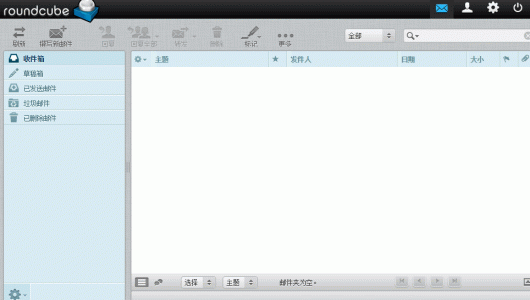 roundcube
刷新 撰写新邮件 回复 回复全部 转发 删除 标记 更多 全部
收件箱 主题 发件人 日期 大小
草稿箱
已发送邮件
垃圾邮件
已删除邮件
选择 主题 邮件夹为空。